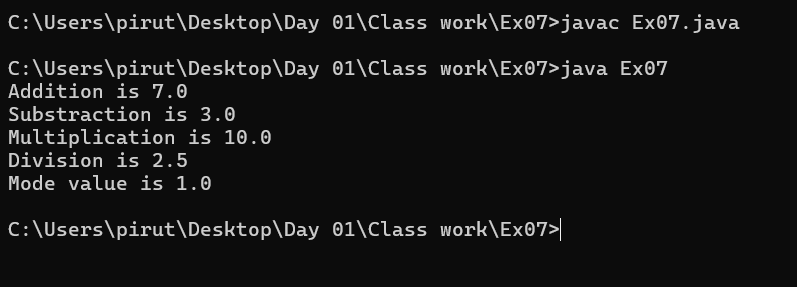 C:\Users\pirut\Desktop\Day 01\Class work\Ex07>javac Ex07.java
C:\Users\pirut\Desktop\Day 01\Class work\Ex07>java Ex07
Addition is 7.0
Substraction is 3.0
Multiplication is 10.0
Division is 2.5
Mode value is 1.0
C:\Users\pirut\Desktop\Day 01\Class work\Ex07>